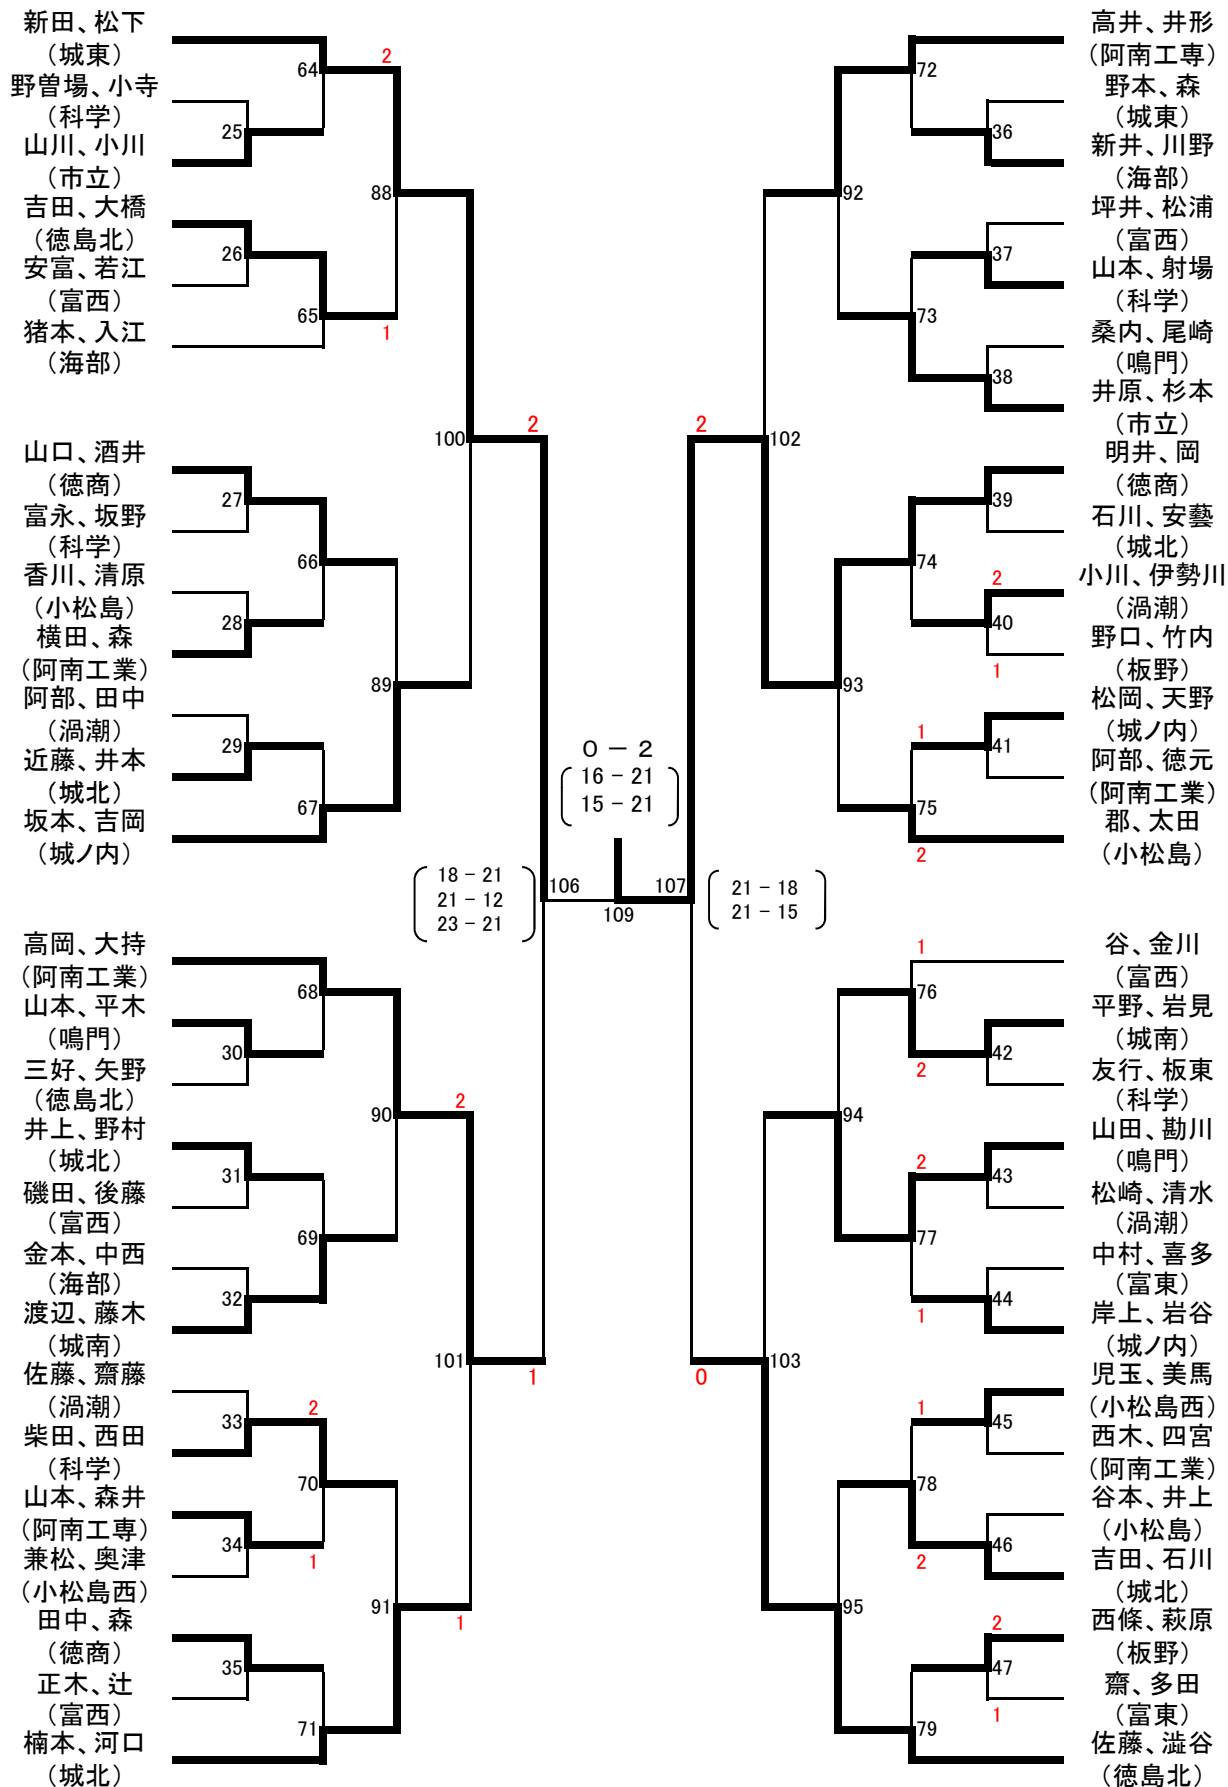 新田、松下
（城東）
野曽場、小寺
（科学）
山川、小川
（市立）
吉田、大橋
（徳島北）
安富、若江
（富西）
猪本、入江
（海部）
山口、酒井
（徳商）
富永、坂野
（科学）
香川、清原
（小松島）
横田、森
（阿南工業）
阿部、田中
（渦潮）
近藤、井本
（城北）
坂本、吉岡
（城ノ内）
高岡、大持
（阿南工業）
山本、平木
（鳴門）
三好、矢野
（徳島北）
井上、野村
（城北）
磯田、後藤
（富西）
金本、中西
（海部）
渡辺、藤木
（城南）
佐藤、齋藤
（渦潮）
柴田、西田
（科学）
山本、森井
（阿南工専）
兼松、奥津
（小松島西）
田中、森
（徳商）
正木、辻
（富西）
楠本、河口
（城北）
25
26
27
28
29
30
31
32
33
34
35
64
65
66
67
68
69
70
71
2
1
2
1
88
89
90
91
2
1
100
101
2
1
18－21
21－12
23－21
106
0－2
16－21
15－21
109
107
21－18
21－15
2
0
102
103
92
93
94
95
72
73
74
75
76
77
78
79
1
2
1
2
2
1
1
2
36
37
38
39
2
40
1
41
42
43
44
45
46
2
47
1
高井、井形
（阿南工専）
野本、森
（城東）
新井、川野
（海部）
坪井、松浦
（富西）
山本、射場
（科学）
桑内、尾崎
（鳴門）
井原、杉本
（市立）
明井、岡
（徳商）
石川、安藝
（城北）
小川、伊勢川
（渦潮）
野口、竹内
（板野）
松岡、天野
（城ノ内）
阿部、徳元
（阿南工業）
郡、太田
（小松島）
谷、金川
（富西）
平野、岩見
（城南）
友行、板東
（科学）
山田、勘川
（鳴門）
松崎、清水
（渦潮）
中村、喜多
（富東）
岸上、岩谷
（城ノ内）
児玉、美馬
（小松島西）
西木、四宮
（阿南工業）
谷本、井上
（小松島）
吉田、石川
（城北）
西條、萩原
（板野）
齋、多田
（富東）
佐藤、澁谷
（徳島北）